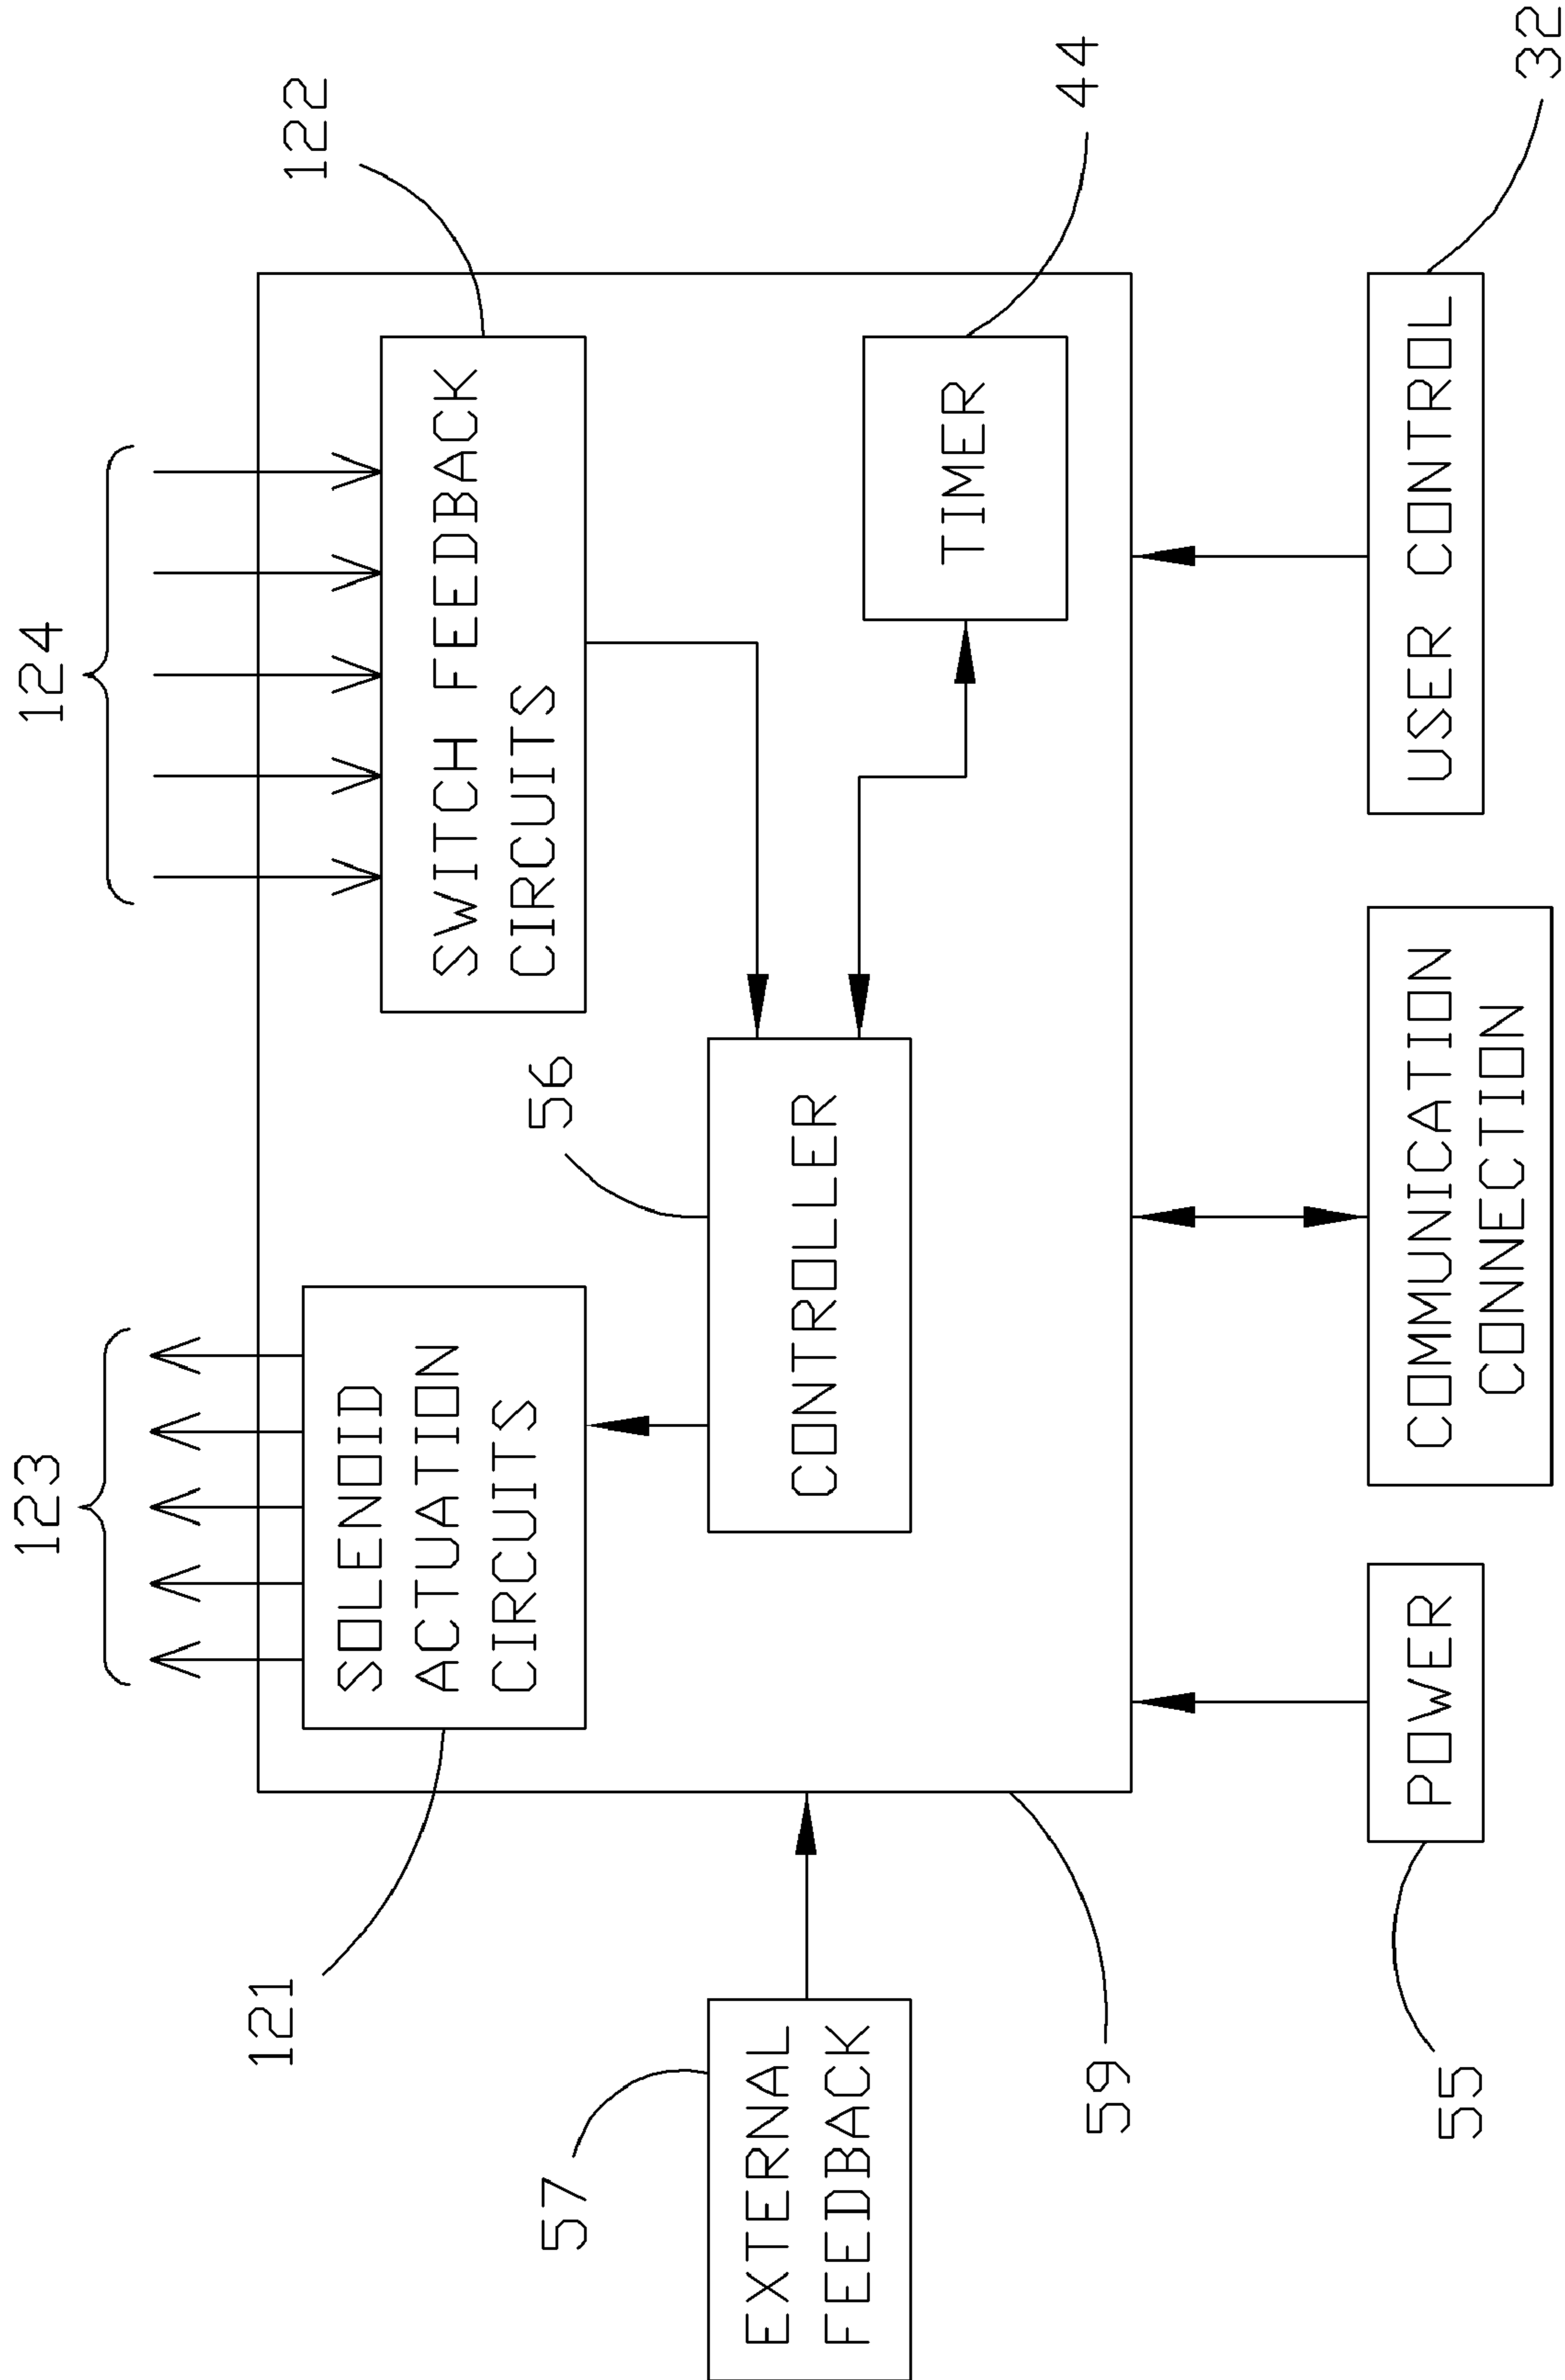 123
124
121
122
SOLENOID
ACTUATION
CIRCUITS
SWITCH FEEDBACK
CIRCUITS
57
56
EXTERNAL
FEEDBACK
CONTROLLER
TIMER
44
59
55
POWER
COMMUNICATION
CONNECTION
USER CONTROL
32